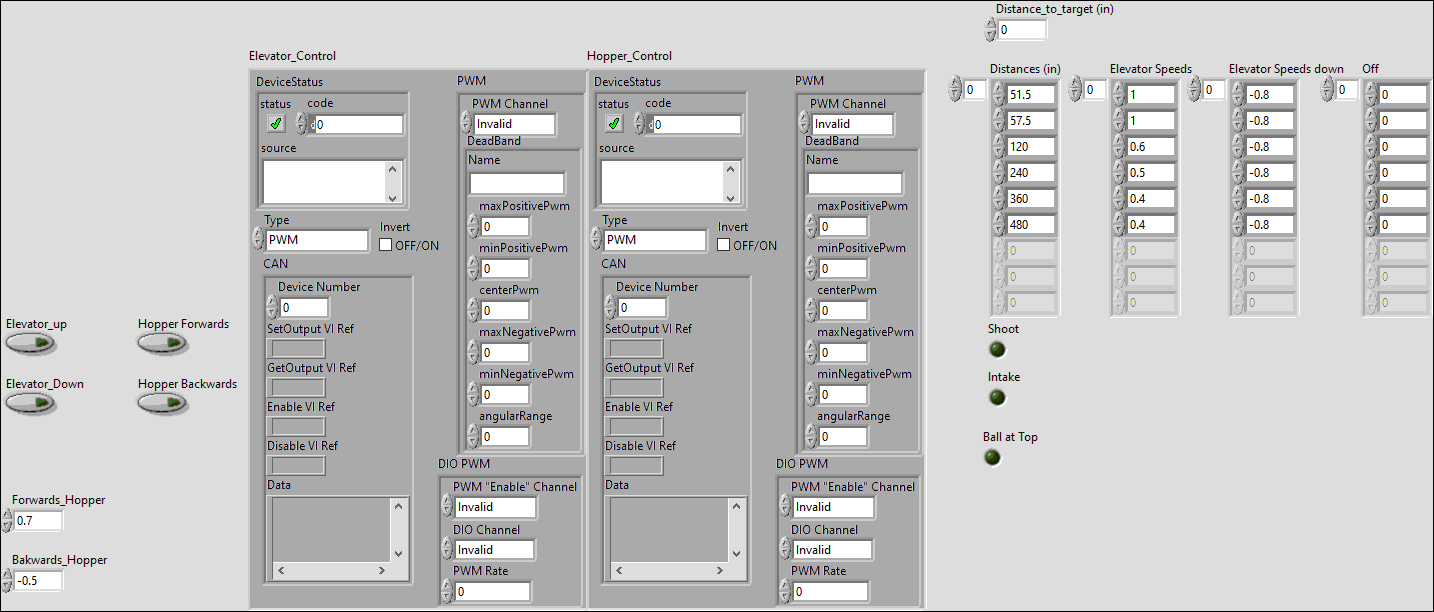 Distance_to_target (in)
0
Elevator_Control
DeviceStatus
status
code
0
source
Type
PWM
Invert
OFF/ON
CAN
Device Number
0
SetOutput VI Ref
GetOutput VI Ref
Enable VI Ref
Disable VI Ref
Data
PWM
PWM Channel
Invalid
DeadBand
Name
maxPositivePwm
0
minPositivePwm
0
centerPwm
0
maxNegativePwm
0
minNegativePwm
0
angularRange
0
DIO PWM
PWM "Enable" Channel
Invalid
DIO Channel
Invalid
PWM Rate
0
Hopper_Control
DeviceStatus
status
code
0
source
Type
PWM
Invert
OFF/ON
CAN
Device Number
0
SetOutput VI Ref
GetOutput VI Ref
Enable VI Ref
Disable VI Ref
Data
PWM
PWM Channel
Invalid
DeadBand
Name
maxPositivePwm
0
minPositivePwm
0
centerPwm
0
maxNegativePwm
0
minNegativePwm
0
angularRange
0
DIO PWM
PWM "Enable" Channel
Invalid
DIO Channel
Invalid
PWM Rate
0
Distances (in)
0
51.5
57.5
120
240
360
480
0
0
0
Elevator Speeds
0
1
1
0.6
0.5
0.4
0.4
0
0
0
Elevator Speeds down
0
-0.8
-0.8
-0.8
-0.8
-0.8
-0.8
0
0
0
Off
0
0
0
0
0
0
0
0
0
0
Shoot
Intake
Ball at Top
Elevator_up
Hopper Forwards
Elevator_Down
Hopper Backwards
Forwards_Hopper
0.7
Bakwards_Hopper
-0.5